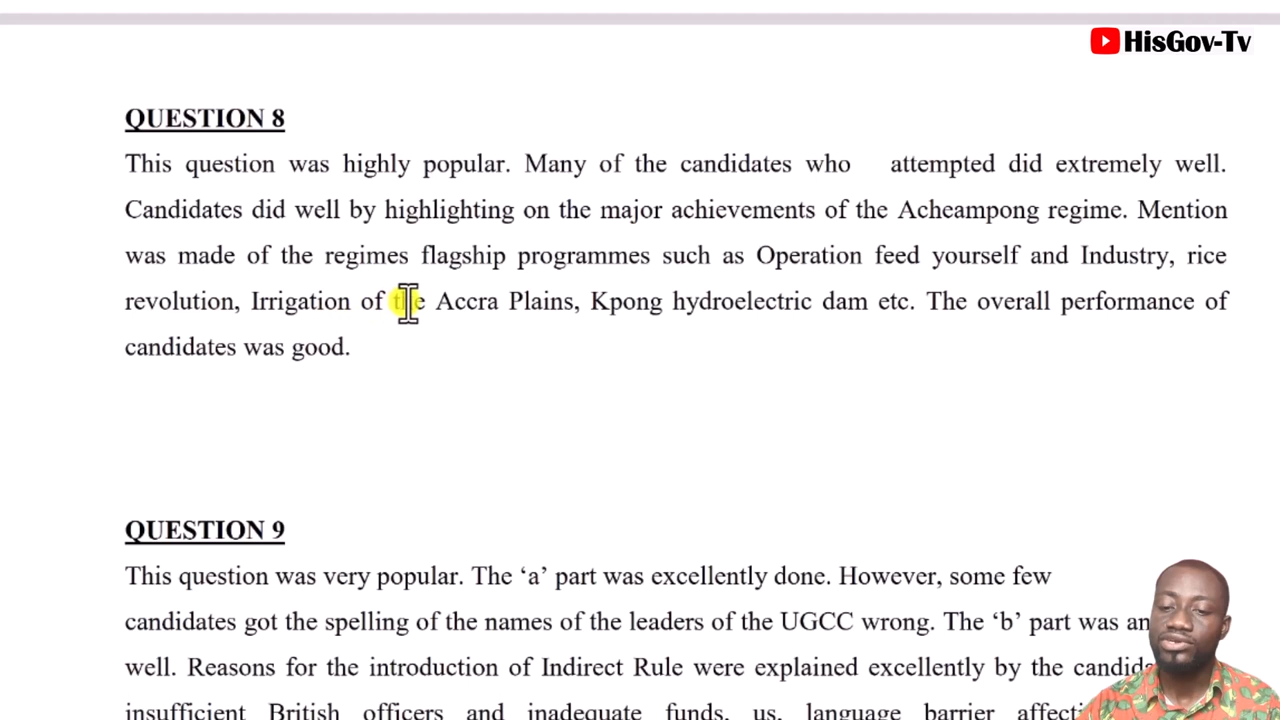 HisGov-Tv
QUESTION 8
This question was highly popular. Many of the candidates who attempted did extremely well.
Candidates did well by highlighting on the major achievements of the Acheampong regime. Mention
was made of the regimes flagship programmes such as Operation feed yourself and Industry, rice
revolution, Irrigation of the Accra Plains, Kpong hydroelectric dam etc. The overall performance of
candidates was good.
QUESTION 9
This question was very popular. The ‘a’ part was excellently done. However, some few
candidates got the spelling of the names of the leaders of the UGCC wrong. The ‘b’ part was
well. Reasons for the introduction of Indirect Rule were explained excellently by the
insufficient British officers and inadequate funds, us, language barrier